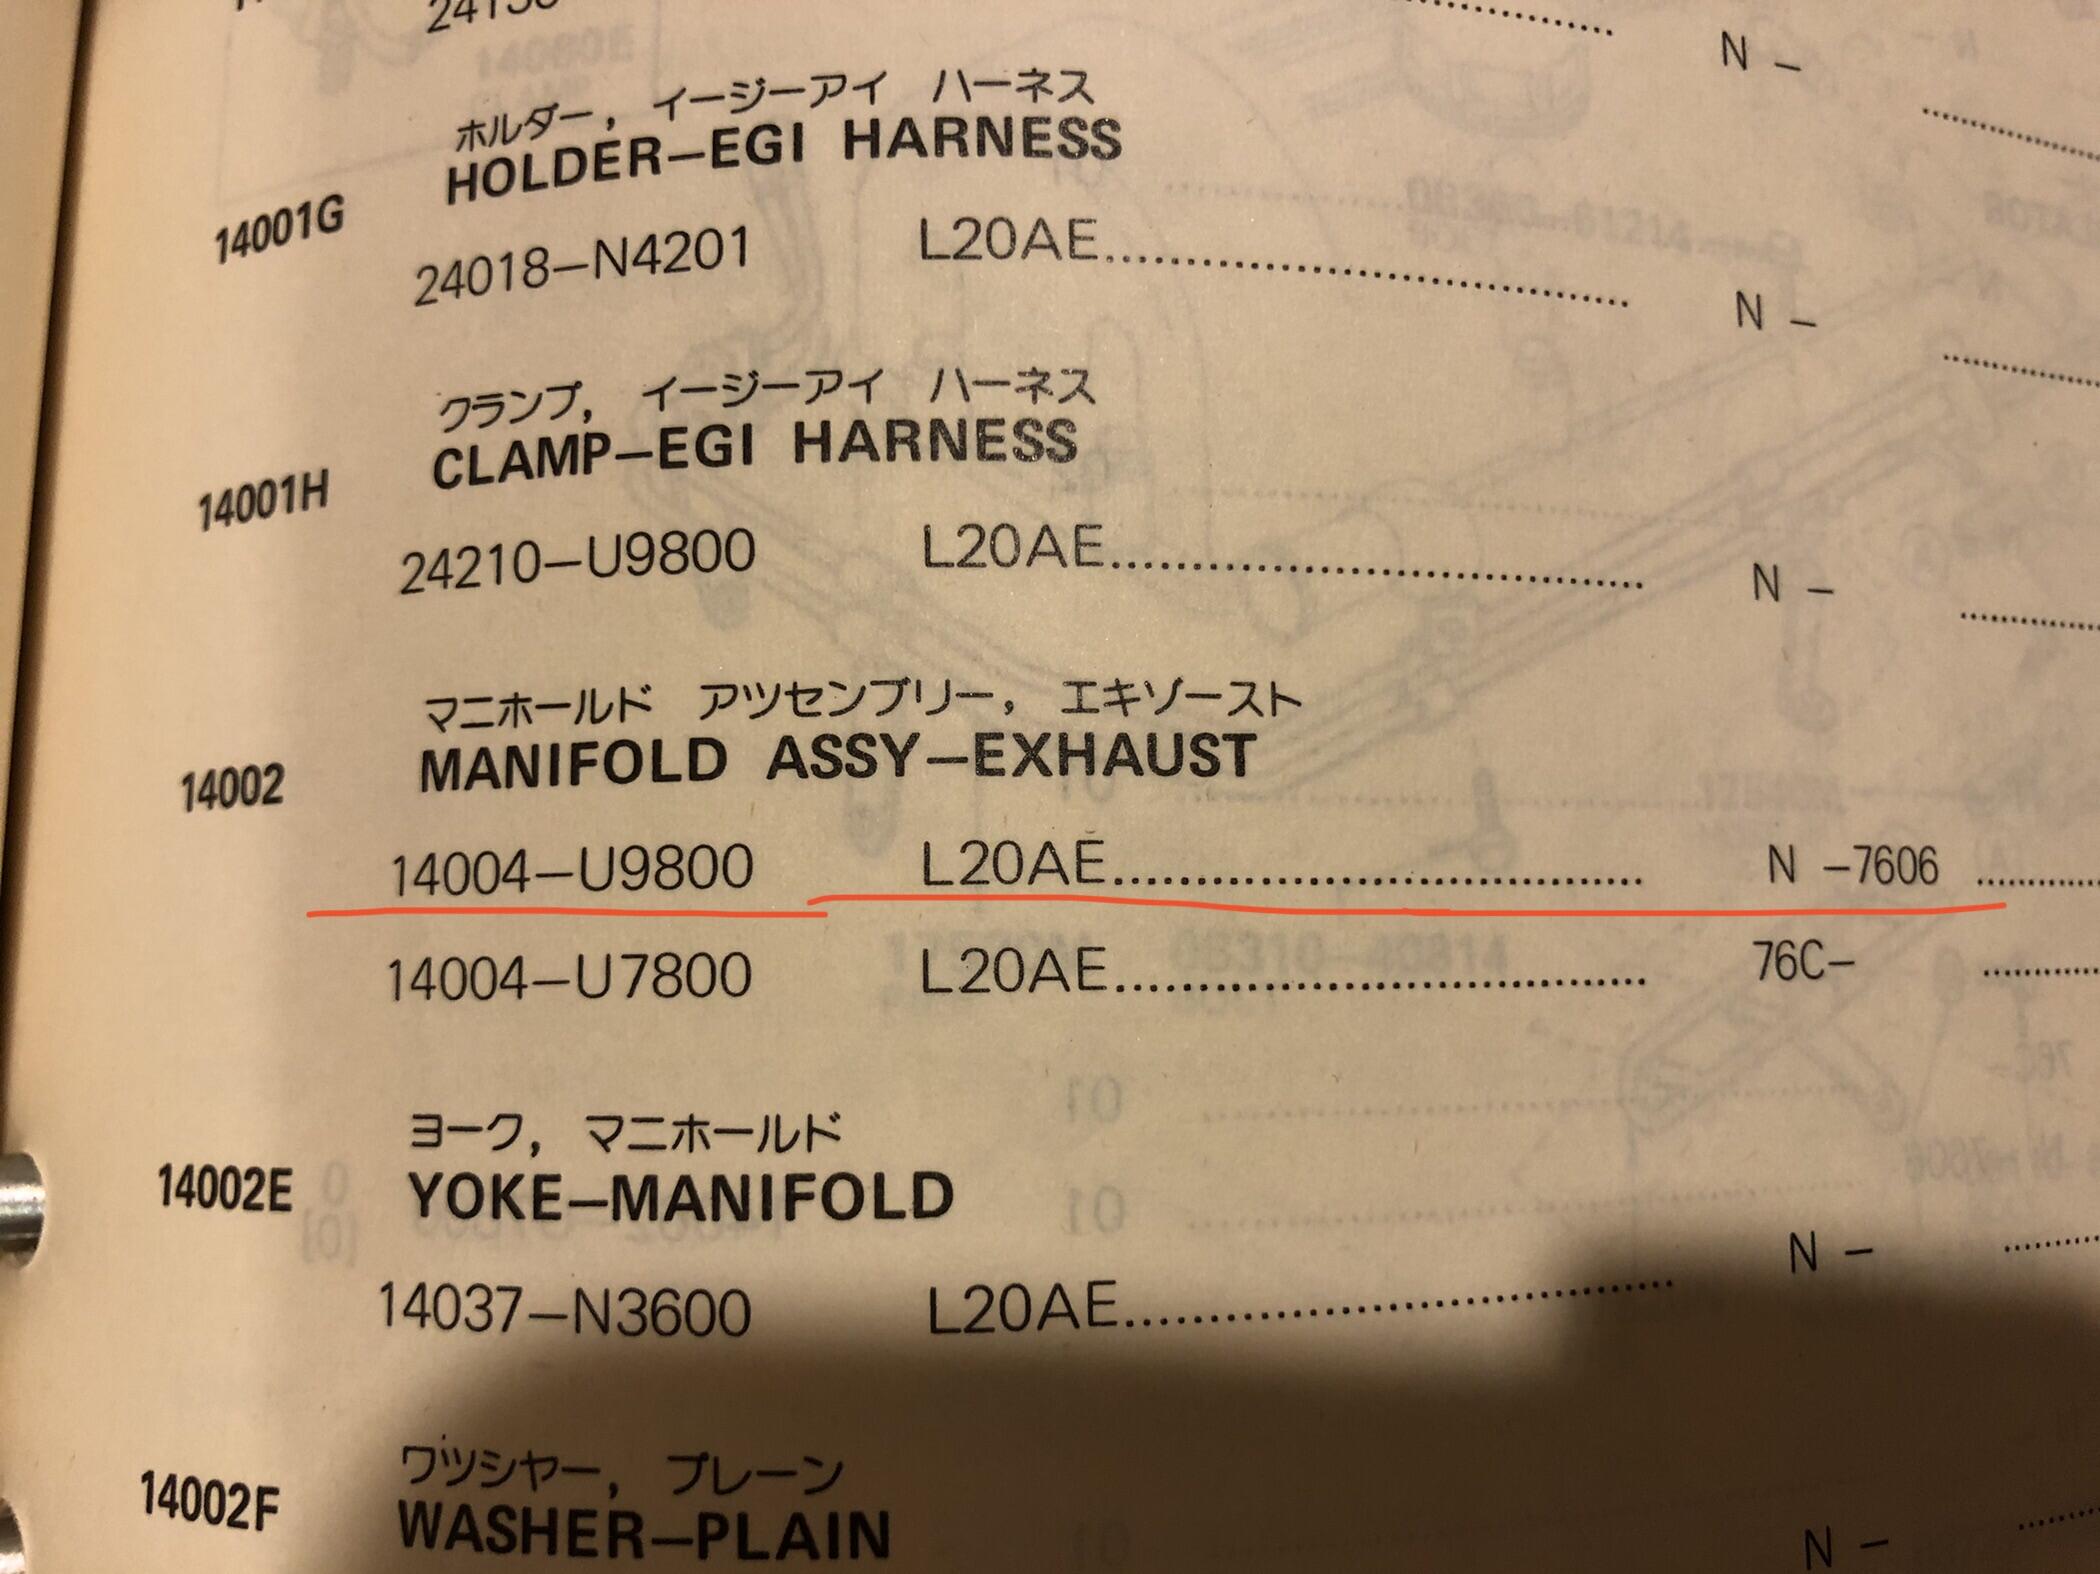 N –
ホルダー, イージーアイ ハーネス
14001G HOLDER–EGI HARNESS
24018–N4201 L20AE N –
クランプ, イージーアイ ハーネス
14001H CLAMP–EGI HARNESS
24210–U9800 L20AE N –
マニホールド アツセンブリー, エキゾースト
14002 MANIFOLD ASSY–EXHAUST
14004–U9800 L20AE N –7606
14004–U7800 L20AE 76C–
ヨーク, マニホールド
14002E YOKE–MANIFOLD
14037–N3600 L20AE N –
ワツシヤー, プレーン
14002F WASHER–PLAIN
N –